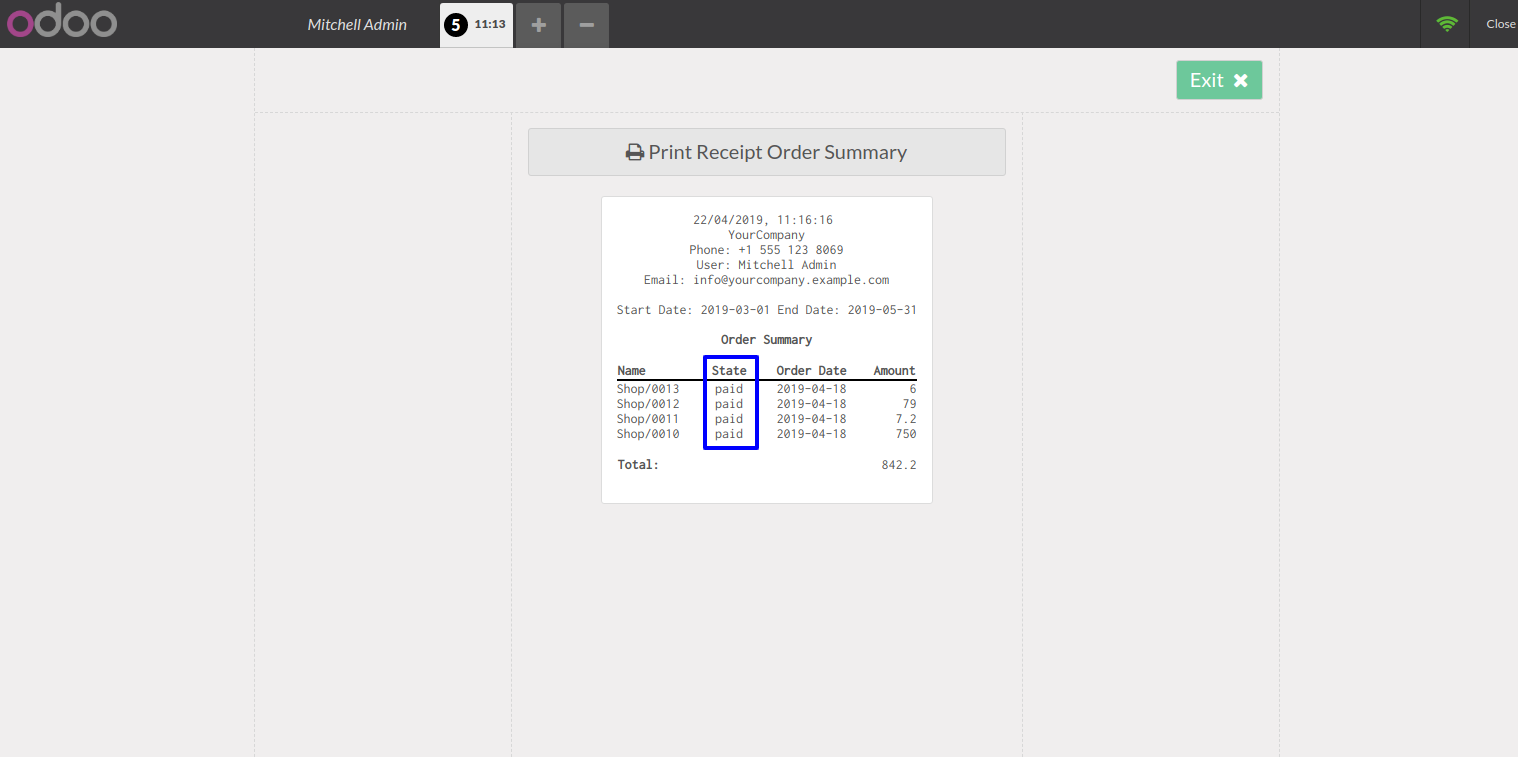 odoo Mitchell Admin 5 11:13 + − Close
Exit ✖
Print Receipt Order Summary
22/04/2019, 11:16:16
YourCompany
Phone: +1 555 123 8069
User: Mitchell Admin
Email: info@yourcompany.example.com
Start Date: 2019-03-01 End Date: 2019-05-31
Order Summary
Name State Order Date Amount
Shop/0013 paid 2019-04-18 6
Shop/0012 paid 2019-04-18 79
Shop/0011 paid 2019-04-18 7.2
Shop/0010 paid 2019-04-18 750
Total: 842.2